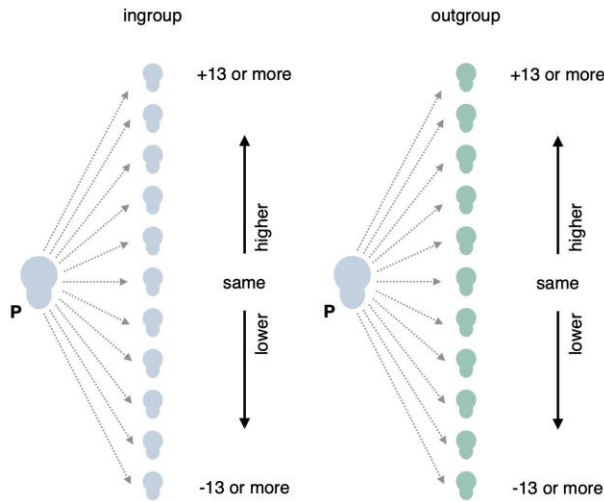 ingroup
outgroup
+13 or more
+13 or more
higher
higher
same
same
P
P
lower
lower
-13 or more
-13 or more